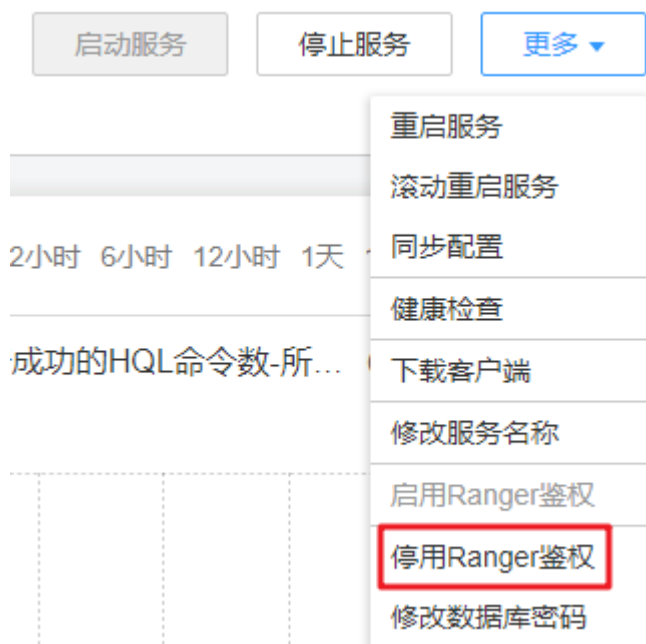 启动服务 停止服务 更多
重启服务
滚动重启服务
2小时 6小时 12小时 1天
同步配置
健康检查
成功的HQL命令数-所...
下载客户端
修改服务名称
启用Ranger鉴权
停用Ranger鉴权
修改数据库密码